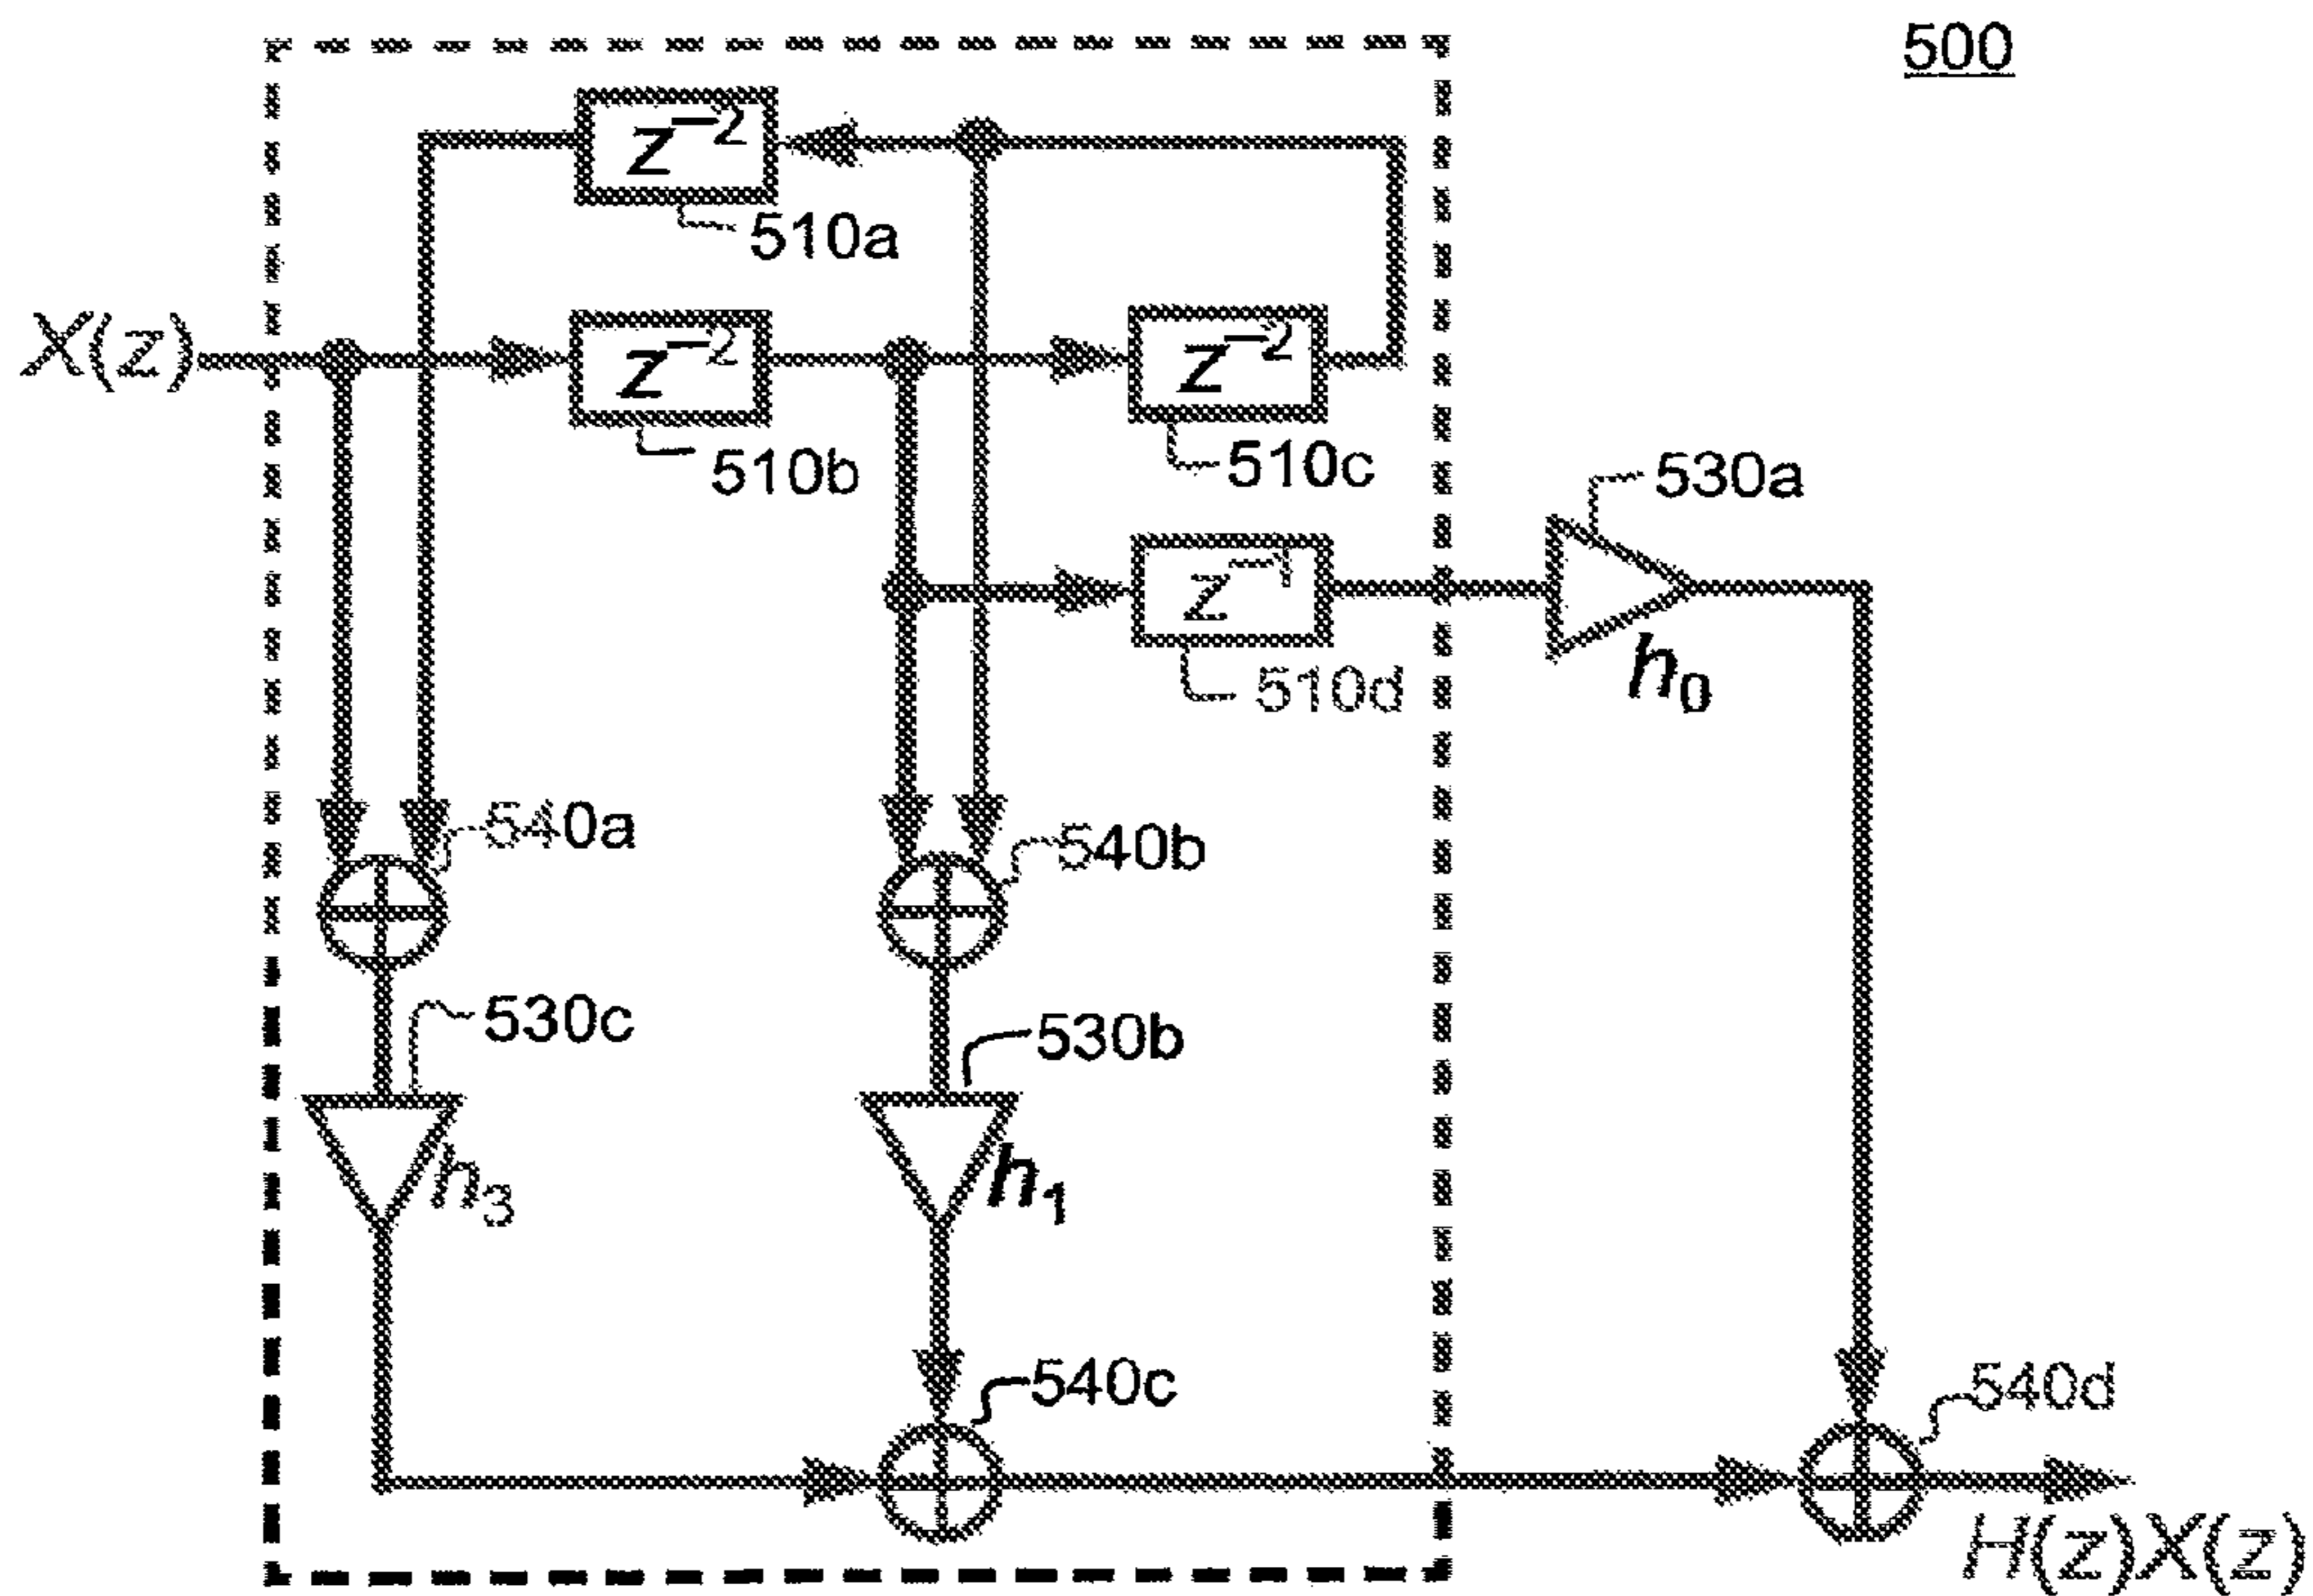 500
z⁻²
510a
X(z)
z⁻²
z⁻²
510b
510c
530a
z⁻¹
h₀
510d
540a
540b
530c
530b
h₃
h₁
540c
540d
H(z)X(z)